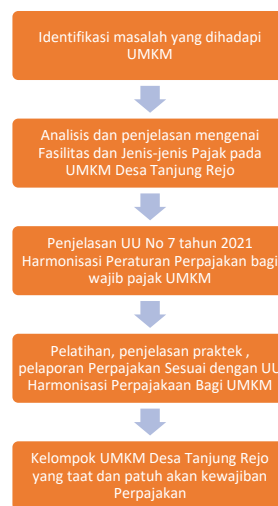 Identifikasi masalah yang dihadapi
UMKM
Analisis dan penjelasan mengenai
Fasilitas dan Jenis-jenis Pajak pada
UMKM Desa Tanjung Rejo
Penjelasan UU No 7 tahun 2021
Harmonisasi Peraturan Perpajakan bagi
wajib pajak UMKM
Pelatihan, penjelasan praktek ,
pelaporan Perpajakan Sesuai dengan UU
Harmonisasi Perpajakaan Bagi UMKM
Kelompok UMKM Desa Tanjung Rejo
yang taat dan patuh akan kewajiban
Perpajakan